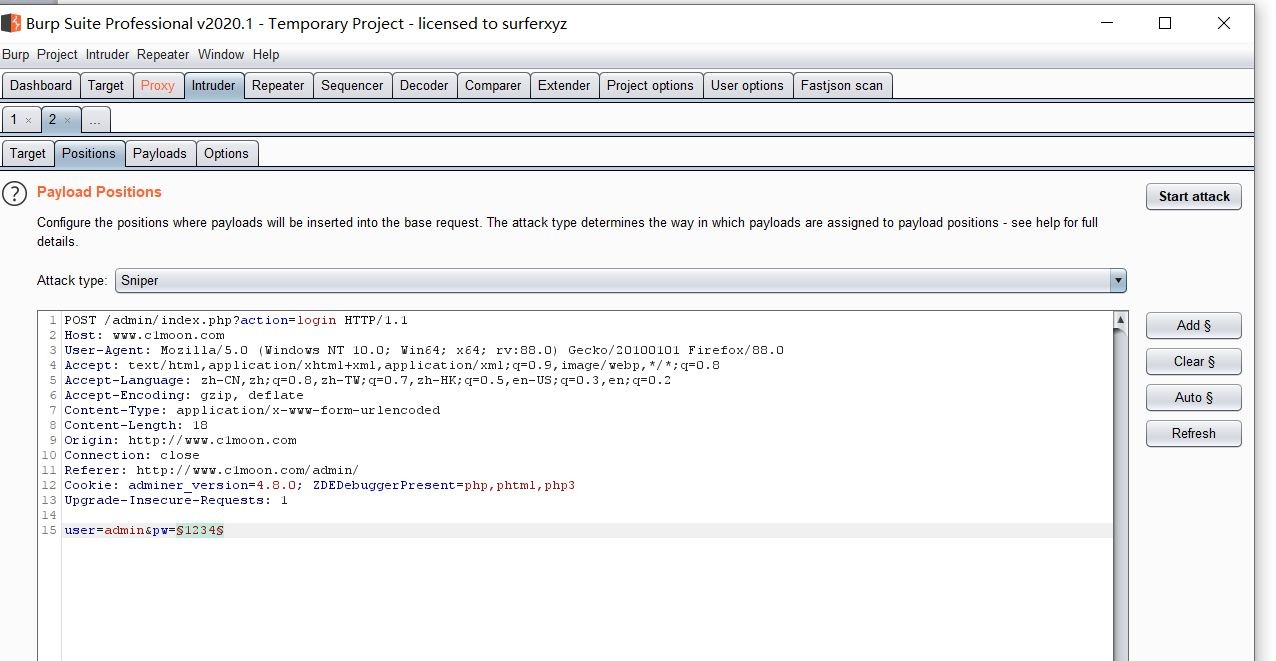 Burp Suite Professional v2020.1 - Temporary Project - licensed to surferxyz
Burp Project Intruder Repeater Window Help
Dashboard Target Proxy Intruder Repeater Sequencer Decoder Comparer Extender Project options User options Fastjson scan
1 × 2 × ...
Target Positions Payloads Options
? Payload Positions
Start attack
Configure the positions where payloads will be inserted into the base request. The attack type determines the way in which payloads are assigned to payload positions - see help for full
details.
Attack type: Sniper
1 POST /admin/index.php?action=login HTTP/1.1
2 Host: www.c1moon.com
3 User-Agent: Mozilla/5.0 (Windows NT 10.0; Win64; x64; rv:88.0) Gecko/20100101 Firefox/88.0
4 Accept: text/html,application/xhtml+xml,application/xml;q=0.9,image/webp,*/*;q=0.8
5 Accept-Language: zh-CN,zh;q=0.8,zh-TW;q=0.7,zh-HK;q=0.5,en-US;q=0.3,en;q=0.2
6 Accept-Encoding: gzip, deflate
7 Content-Type: application/x-www-form-urlencoded
8 Content-Length: 18
9 Origin: http://www.c1moon.com
10 Connection: close
11 Referer: http://www.c1moon.com/admin/
12 Cookie: adminer_version=4.8.0; ZDEDebuggerPresent=php,phtml,php3
13 Upgrade-Insecure-Requests: 1
14
15 user=admin&pw=§1234§
Add §
Clear §
Auto §
Refresh